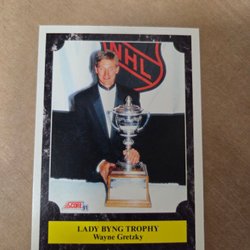 NHL
SCORE 91
LADY BYNG TROPHY
Wayne Gretzky